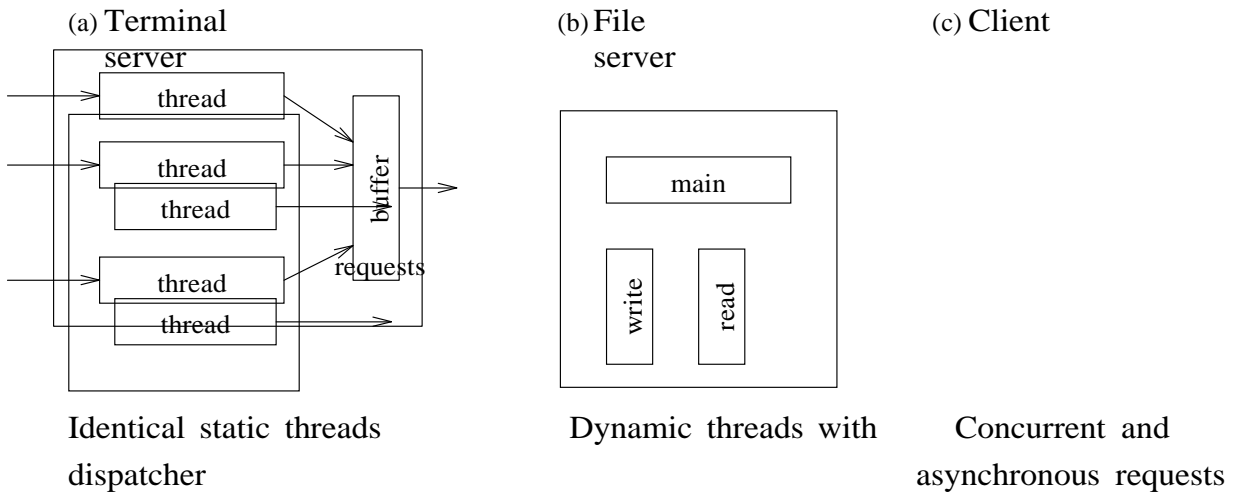 (a) Terminal
server
(b) File
server
(c) Client
thread
thread
thread
thread
thread
buffer
requests
main
write
read
Identical static threads
dispatcher
Dynamic threads with
Concurrent and
asynchronous requests